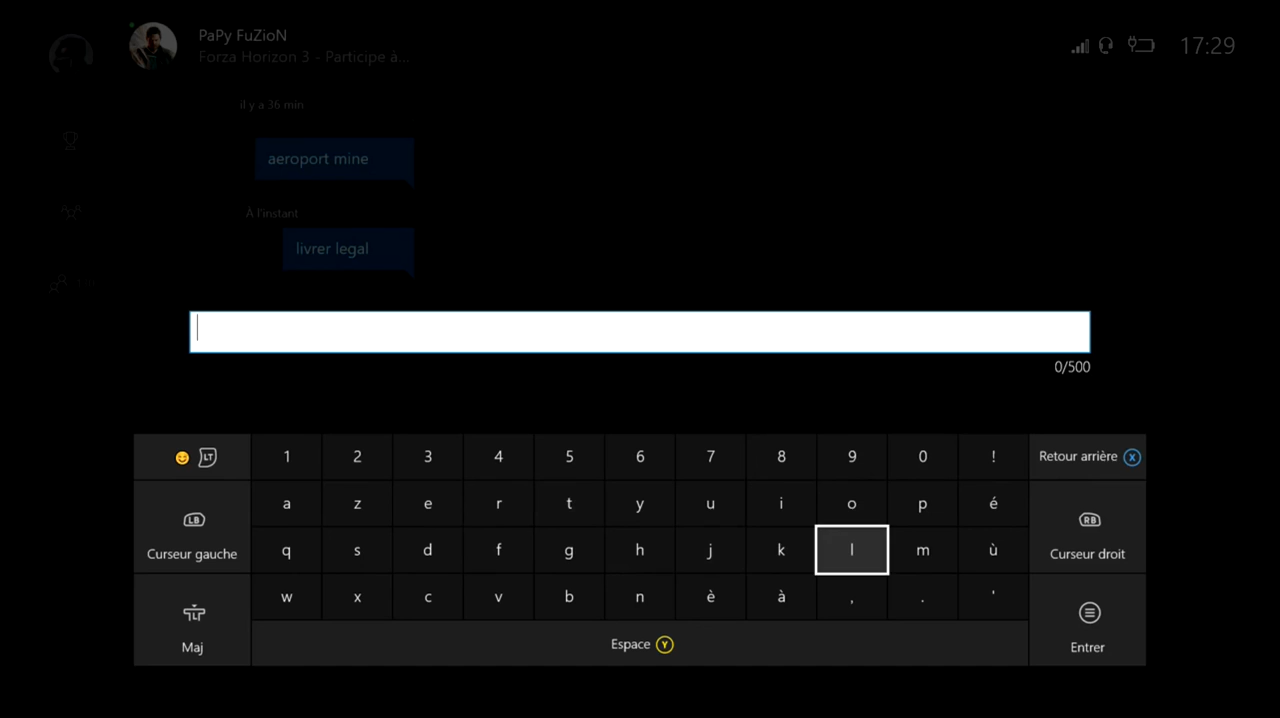 PaPy FuZioN
Forza Horizon 3 - Participe à...
17:29
il y a 36 min
aeroport mine
À l'instant
livrer legal
0/500
LT 1 2 3 4 5 6 7 8 9 0 ! Retour arrière X
a z e r t y u i o p é
LB RB
Curseur gauche q s d f g h j k l m ù Curseur droit
w x c v b n è à , . '
LT
Maj Espace Y Entrer